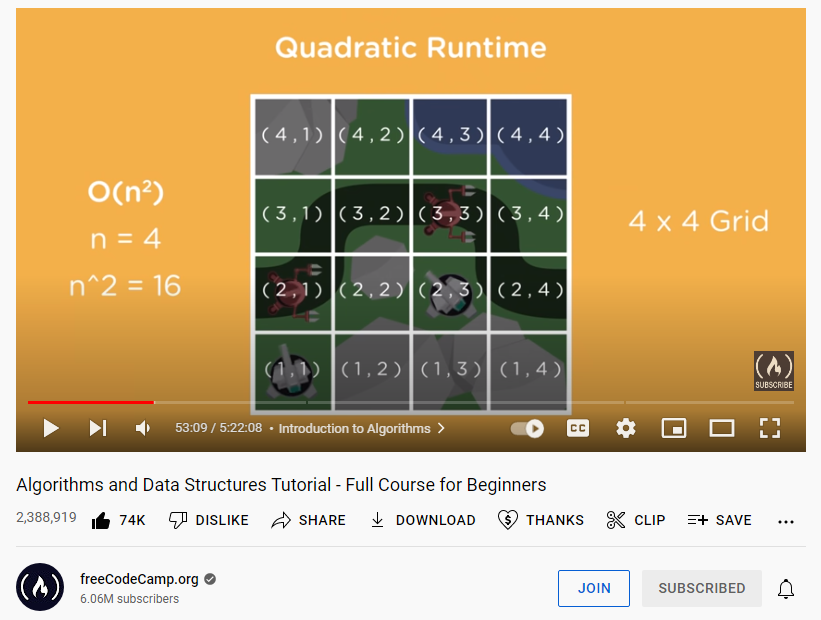 Quadratic Runtime
(4,1) (4,2) (4,3) (4,4)
O(n²)
(3,1) (3,2) (3,3) (3,4)
4 x 4 Grid
n = 4
n^2 = 16
(2,1) (2,2) (2,3) (2,4)
(1,1) (1,2) (1,3) (1,4)
SUBSCRIBE
53:09 / 5:22:08 • Introduction to Algorithms
CC
Algorithms and Data Structures Tutorial - Full Course for Beginners
2,388,919 74K DISLIKE SHARE DOWNLOAD THANKS CLIP SAVE
freeCodeCamp.org
6.06M subscribers
JOIN SUBSCRIBED